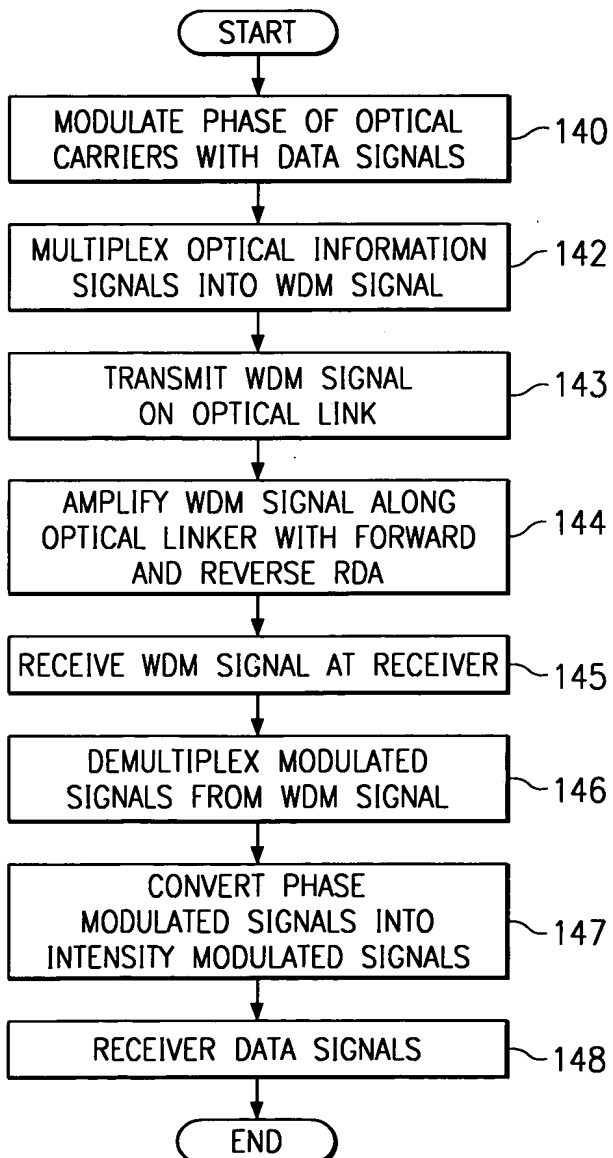 START
MODULATE PHASE OF OPTICAL
CARRIERS WITH DATA SIGNALS
140
MULTIPLEX OPTICAL INFORMATION
SIGNALS INTO WDM SIGNAL
142
TRANSMIT WDM SIGNAL
ON OPTICAL LINK
143
AMPLIFY WDM SIGNAL ALONG
OPTICAL LINKER WITH FORWARD
AND REVERSE RDA
144
RECEIVE WDM SIGNAL AT RECEIVER
145
DEMULTIPLEX MODULATED
SIGNALS FROM WDM SIGNAL
146
CONVERT PHASE
MODULATED SIGNALS INTO
INTENSITY MODULATED SIGNALS
147
RECEIVER DATA SIGNALS
148
END